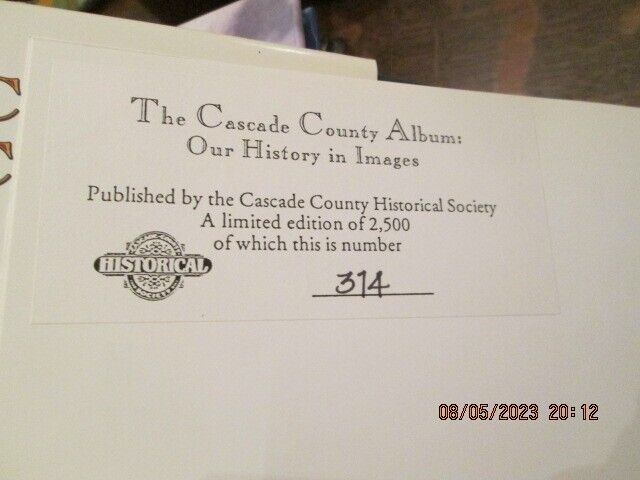 The Cascade County Album:
Our History in Images
Published by the Cascade County Historical Society
A limited edition of 2,500
of which this is number
HISTORICAL
314
08/05/2023 20:12